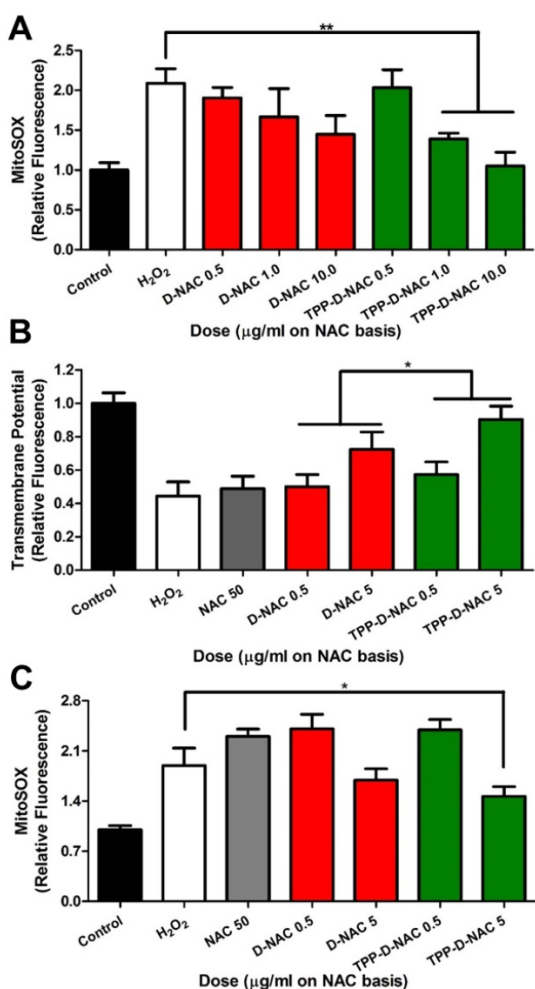 A
MitoSOX
(Relative Fluorescence)
2.5
2.0
1.5
1.0
0.5
0.0
**
Control
H₂O₂
D-NAC 0.5
D-NAC 1.0
D-NAC 10.0
TPP-D-NAC 0.5
TPP-D-NAC 1.0
TPP-D-NAC 10.0
Dose (μg/ml on NAC basis)
B
Transmembrane Potential
(Relative Fluorescence)
1.2
1.0
0.8
0.6
0.4
0.2
0.0
*
Control
H₂O₂
NAC 50
D-NAC 0.5
D-NAC 5
TPP-D-NAC 0.5
TPP-D-NAC 5
Dose (μg/ml on NAC basis)
C
MitoSOX
(Relative Fluorescence)
2.8
2.1
1.4
0.7
0.0
*
Control
H₂O₂
NAC 50
D-NAC 0.5
D-NAC 5
TPP-D-NAC 0.5
TPP-D-NAC 5
Dose (μg/ml on NAC basis)